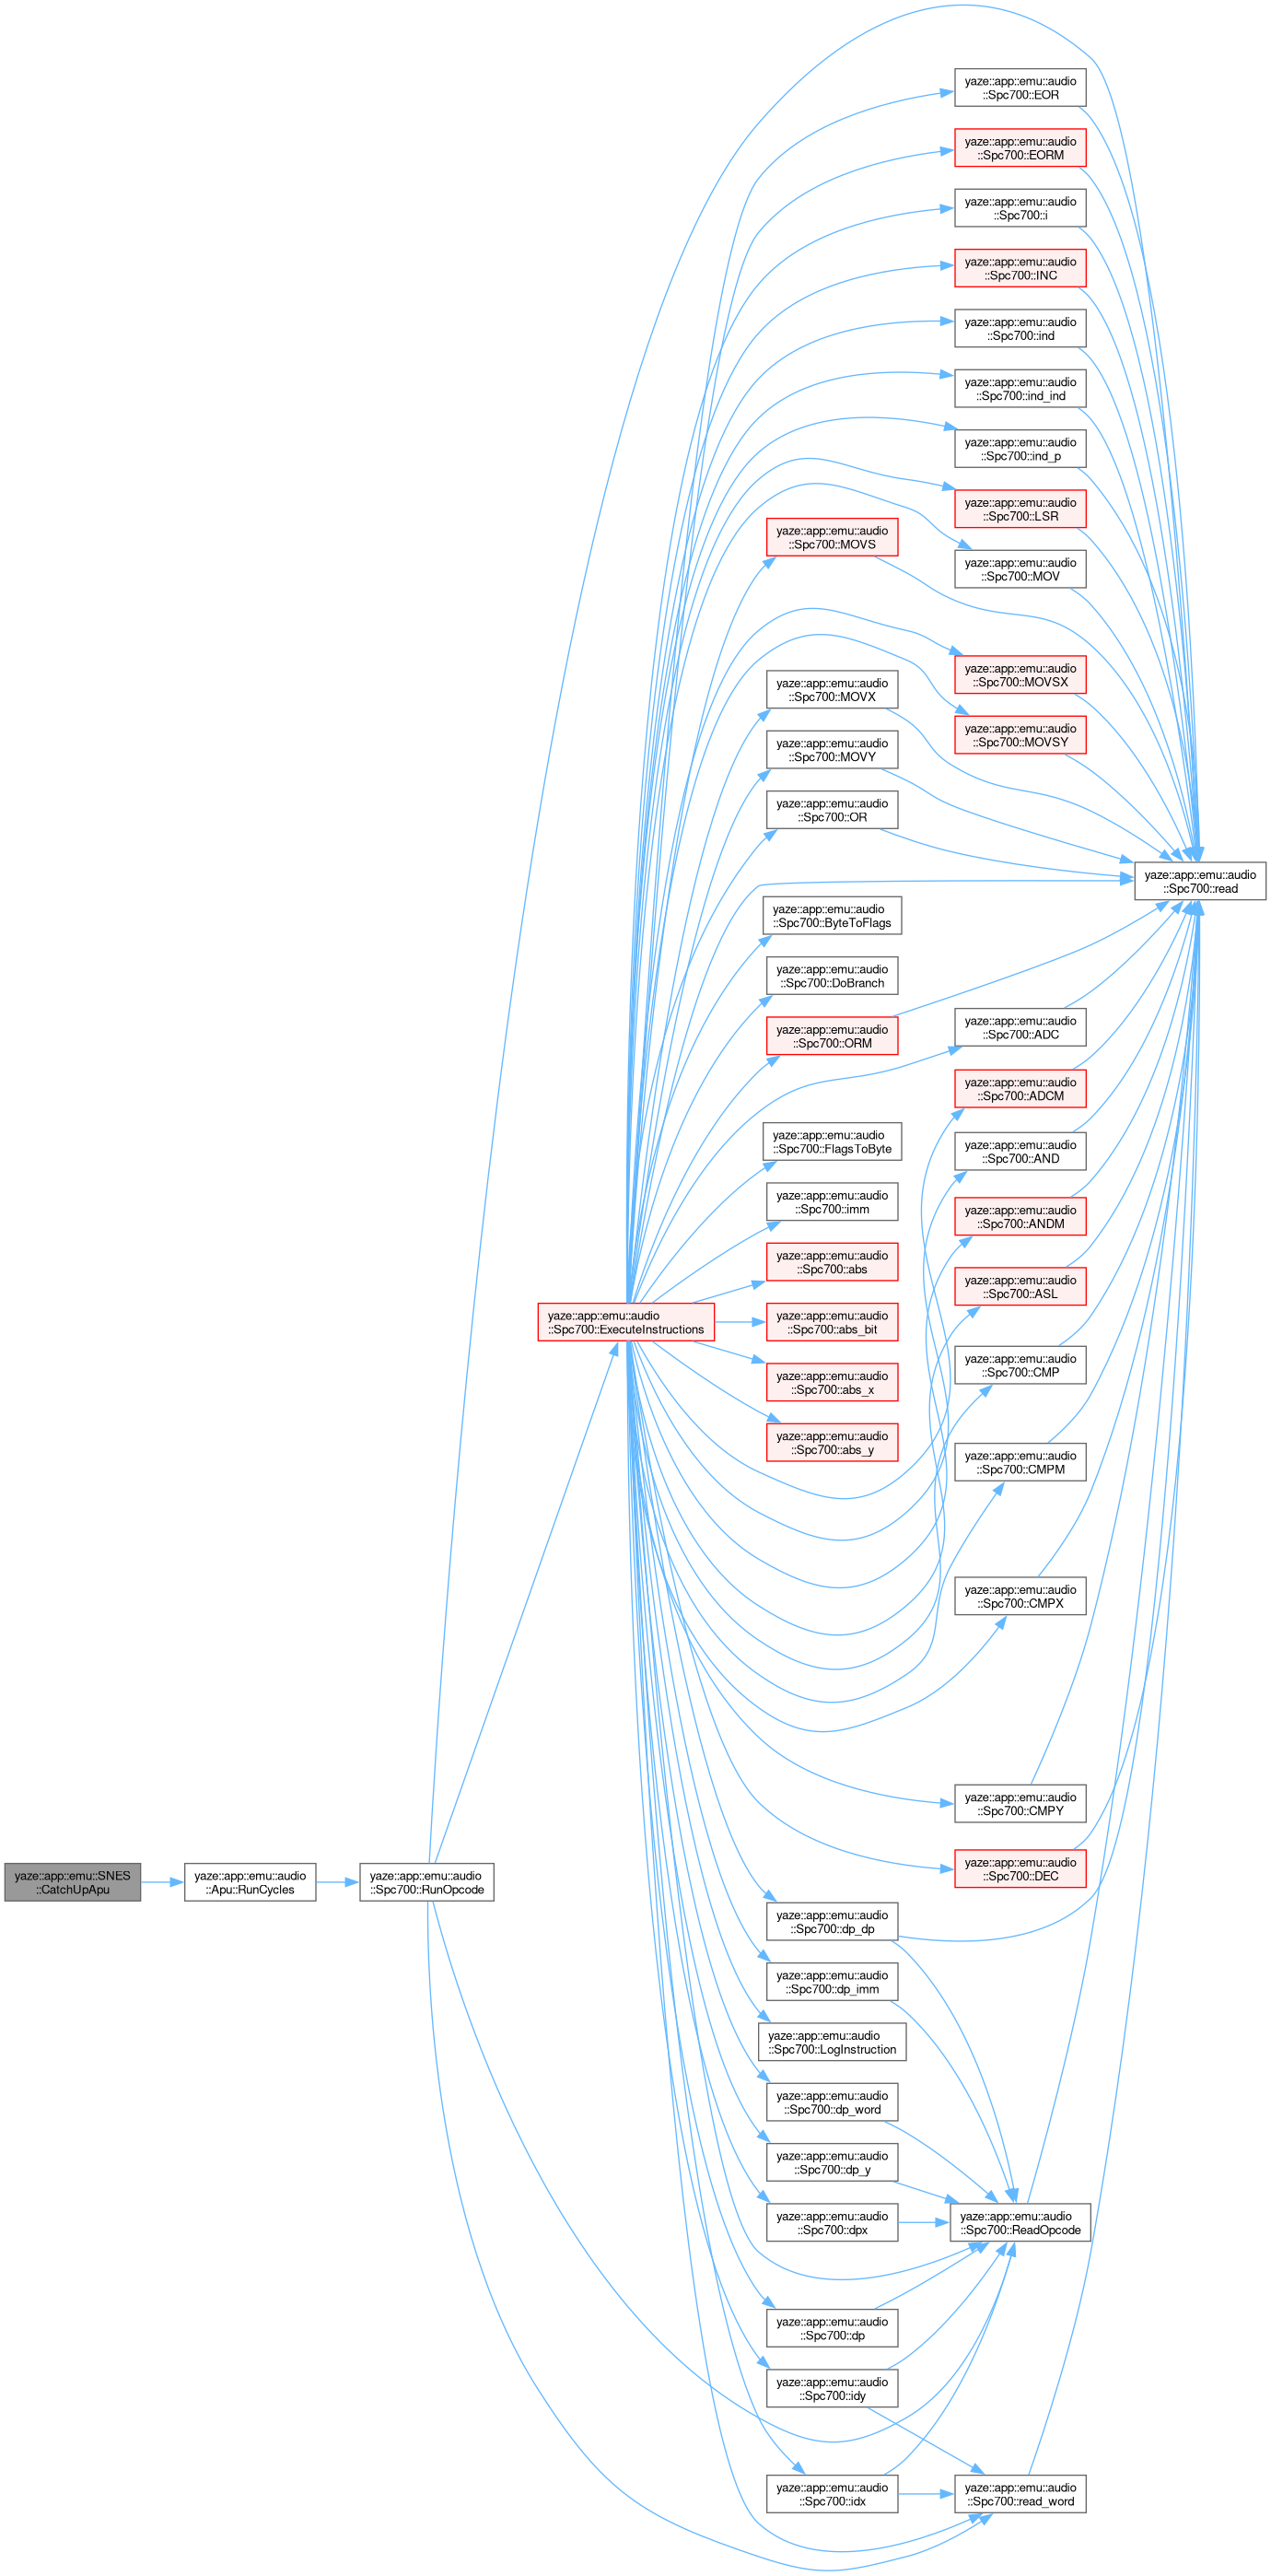 yaze::app::emu::audio
::Spc700::EOR
yaze::app::emu::audio
::Spc700::EORM
yaze::app::emu::audio
::Spc700::i
yaze::app::emu::audio
::Spc700::INC
yaze::app::emu::audio
::Spc700::ind
yaze::app::emu::audio
::Spc700::ind_ind
yaze::app::emu::audio
::Spc700::ind_p
yaze::app::emu::audio
::Spc700::LSR
yaze::app::emu::audio
::Spc700::MOVS
yaze::app::emu::audio
::Spc700::MOV
yaze::app::emu::audio
::Spc700::MOVSX
yaze::app::emu::audio
::Spc700::MOVX
yaze::app::emu::audio
::Spc700::MOVSY
yaze::app::emu::audio
::Spc700::MOVY
yaze::app::emu::audio
::Spc700::OR
yaze::app::emu::audio
::Spc700::read
yaze::app::emu::audio
::Spc700::ByteToFlags
yaze::app::emu::audio
::Spc700::DoBranch
yaze::app::emu::audio
::Spc700::ORM
yaze::app::emu::audio
::Spc700::ADC
yaze::app::emu::audio
::Spc700::ADCM
yaze::app::emu::audio
::Spc700::FlagsToByte
yaze::app::emu::audio
::Spc700::AND
yaze::app::emu::audio
::Spc700::imm
yaze::app::emu::audio
::Spc700::ANDM
yaze::app::emu::audio
::Spc700::abs
yaze::app::emu::audio
::Spc700::ASL
yaze::app::emu::audio
::Spc700::ExecuteInstructions
yaze::app::emu::audio
::Spc700::abs_bit
yaze::app::emu::audio
::Spc700::CMP
yaze::app::emu::audio
::Spc700::abs_x
yaze::app::emu::audio
::Spc700::abs_y
yaze::app::emu::audio
::Spc700::CMPM
yaze::app::emu::audio
::Spc700::CMPX
yaze::app::emu::audio
::Spc700::CMPY
yaze::app::emu::SNES
::CatchUpApu
yaze::app::emu::audio
::Apu::RunCycles
yaze::app::emu::audio
::Spc700::RunOpcode
yaze::app::emu::audio
::Spc700::DEC
yaze::app::emu::audio
::Spc700::dp_dp
yaze::app::emu::audio
::Spc700::dp_imm
yaze::app::emu::audio
::Spc700::LogInstruction
yaze::app::emu::audio
::Spc700::dp_word
yaze::app::emu::audio
::Spc700::dp_y
yaze::app::emu::audio
::Spc700::dpx
yaze::app::emu::audio
::Spc700::ReadOpcode
yaze::app::emu::audio
::Spc700::dp
yaze::app::emu::audio
::Spc700::idy
yaze::app::emu::audio
::Spc700::idx
yaze::app::emu::audio
::Spc700::read_word